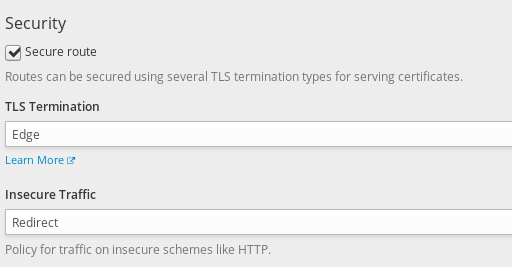 Security
Secure route
Routes can be secured using several TLS termination types for serving certificates.
TLS Termination
Edge
Learn More
Insecure Traffic
Redirect
Policy for traffic on insecure schemes like HTTP.